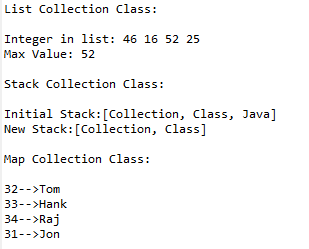 List Collection Class:
Integer in list: 46 16 52 25
Max Value: 52
Stack Collection Class:
Initial Stack:[Collection, Class, Java]
New Stack:[Collection, Class]
Map Collection Class:
32-->Tom
33-->Hank
34-->Raj
31-->Jon